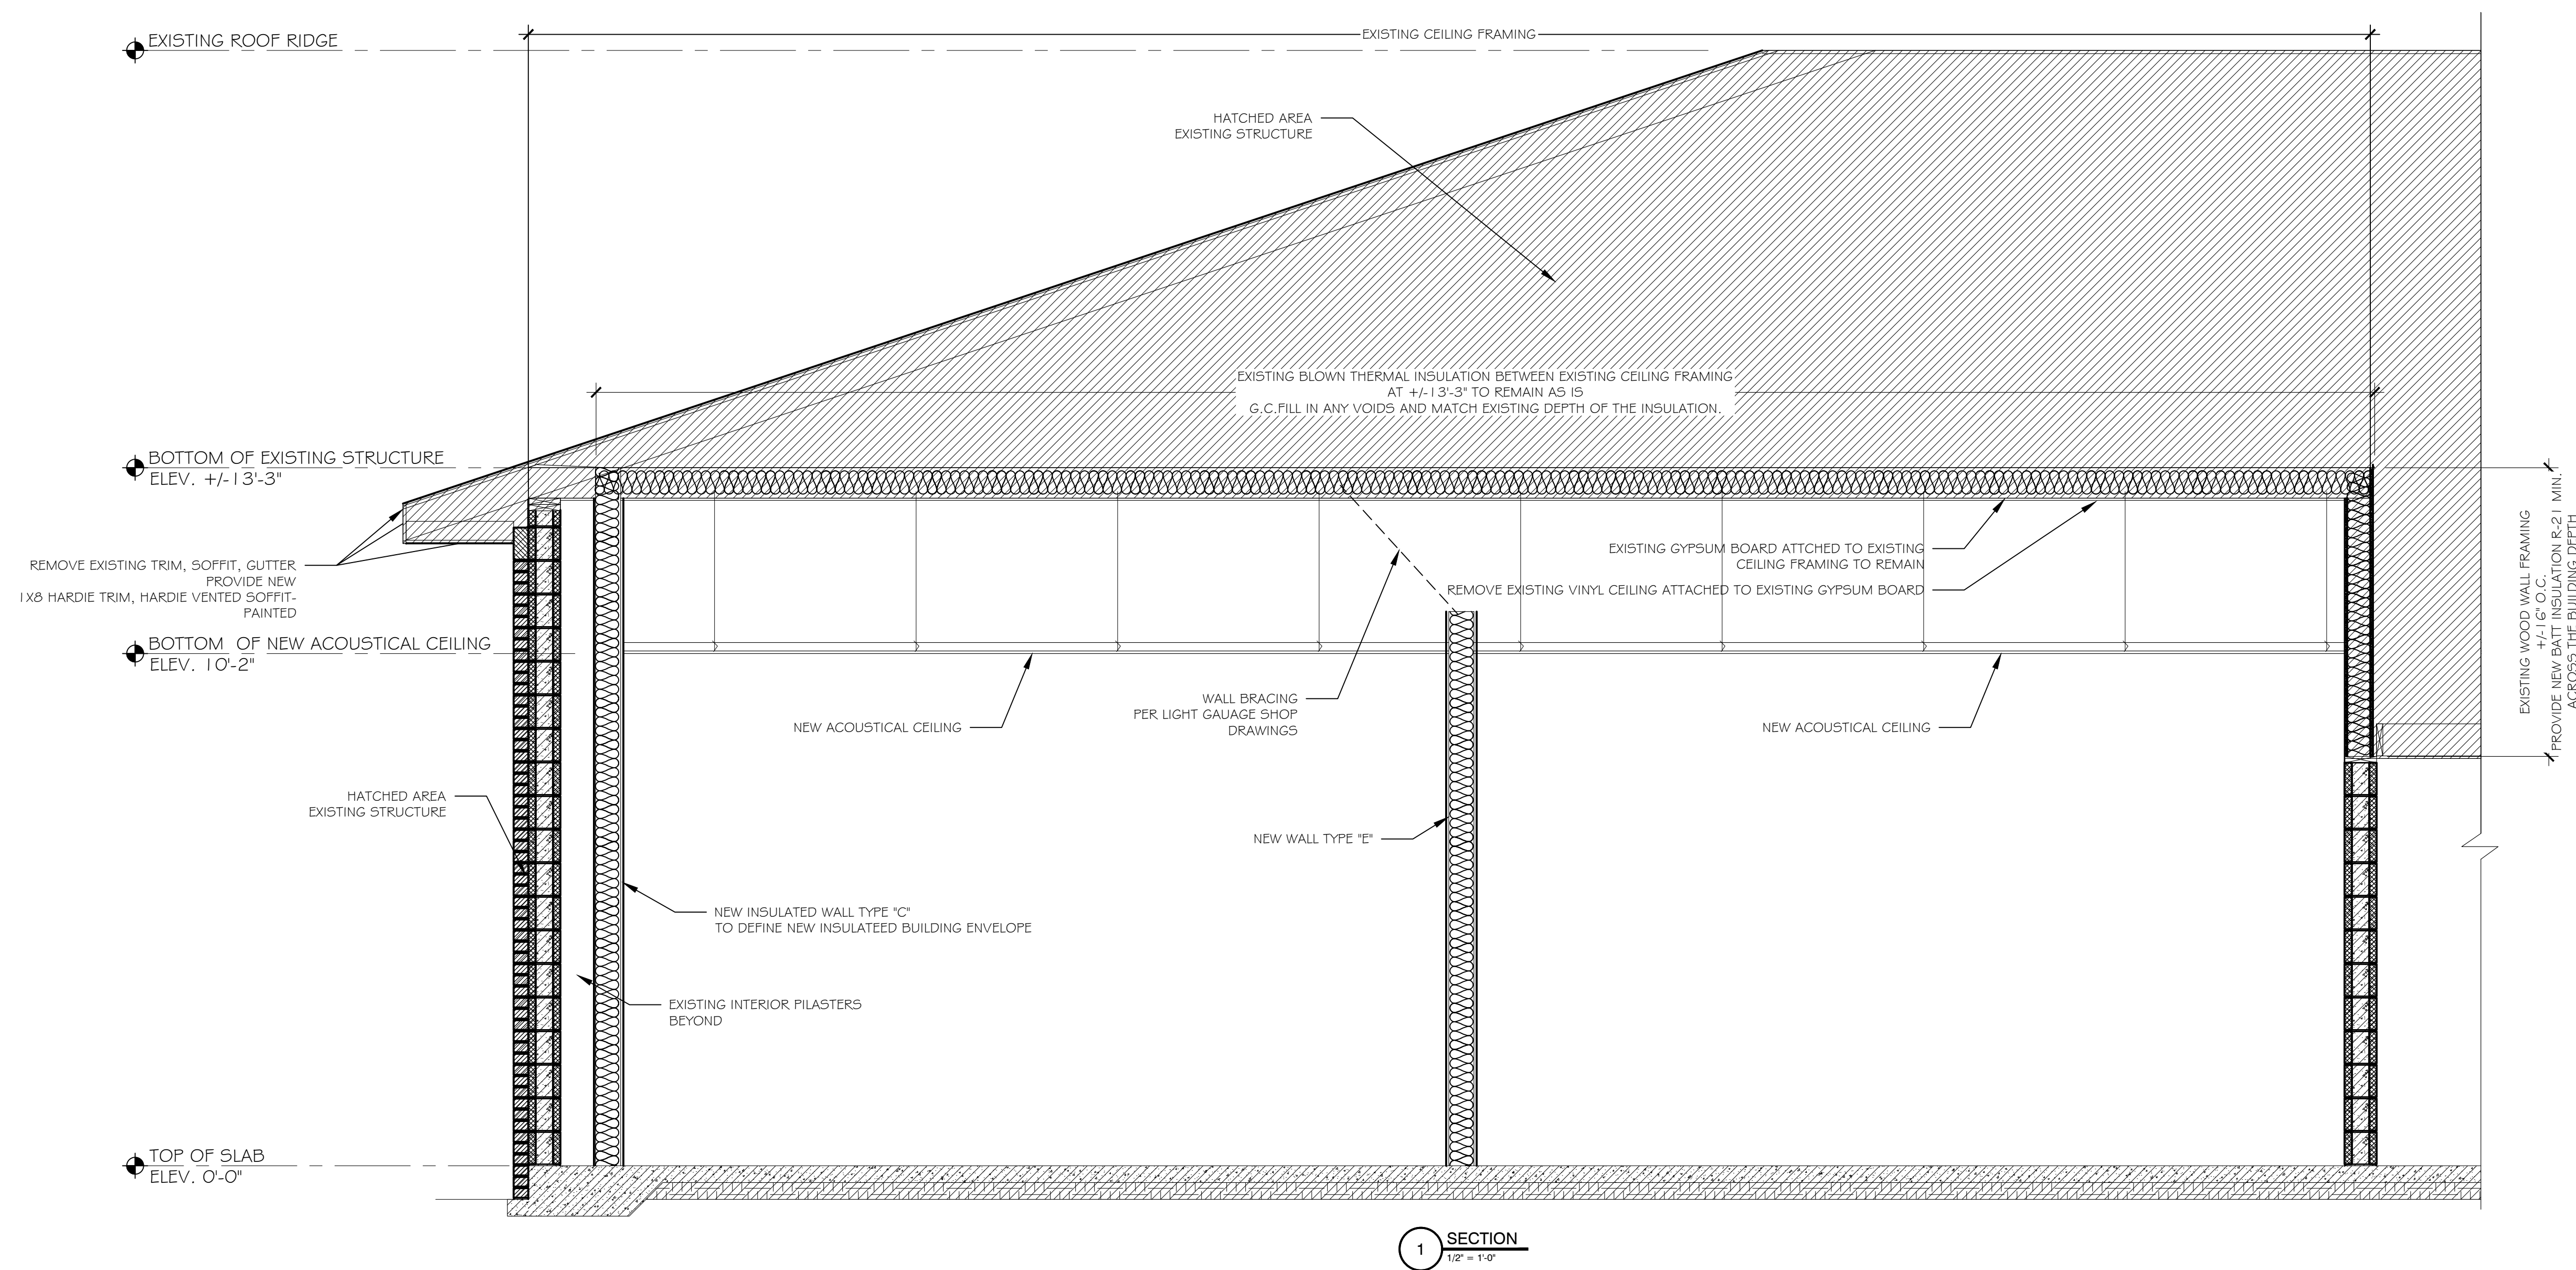 EXISTING ROOF RIDGE
EXISTING CEILING FRAMING
HATCHED AREA
EXISTING STRUCTURE
EXISTING BLOWN THERMAL INSULATION BETWEEN EXISTING CEILING FRAMING
AT +/-13'-3" TO REMAIN AS IS
G.C.FILL IN ANY VOIDS AND MATCH EXISTING DEPTH OF THE INSULATION.
BOTTOM OF EXISTING STRUCTURE
ELEV. +/-13'-3"
REMOVE EXISTING TRIM, SOFFIT, GUTTER
PROVIDE NEW
1X8 HARDIE TRIM, HARDIE VENTED SOFFIT-
PAINTED
EXISTING GYPSUM BOARD ATTCHED TO EXISTING
CEILING FRAMING TO REMAIN
REMOVE EXISTING VINYL CEILING ATTACHED TO EXISTING GYPSUM BOARD
EXISTING WOOD WALL FRAMING
+/-16" O.C.
PROVIDE NEW BATT INSULATION R-21 MIN.
ACROSS THE BUILDING DEPTH
BOTTOM OF NEW ACOUSTICAL CEILING
ELEV. 10'-2"
NEW ACOUSTICAL CEILING
WALL BRACING
PER LIGHT GAUAGE SHOP
DRAWINGS
NEW ACOUSTICAL CEILING
HATCHED AREA
EXISTING STRUCTURE
NEW WALL TYPE "E"
NEW INSULATED WALL TYPE "C"
TO DEFINE NEW INSULATEED BUILDING ENVELOPE
EXISTING INTERIOR PILASTERS
BEYOND
TOP OF SLAB
ELEV. 0'-0"
1 SECTION
1/2" = 1'-0"